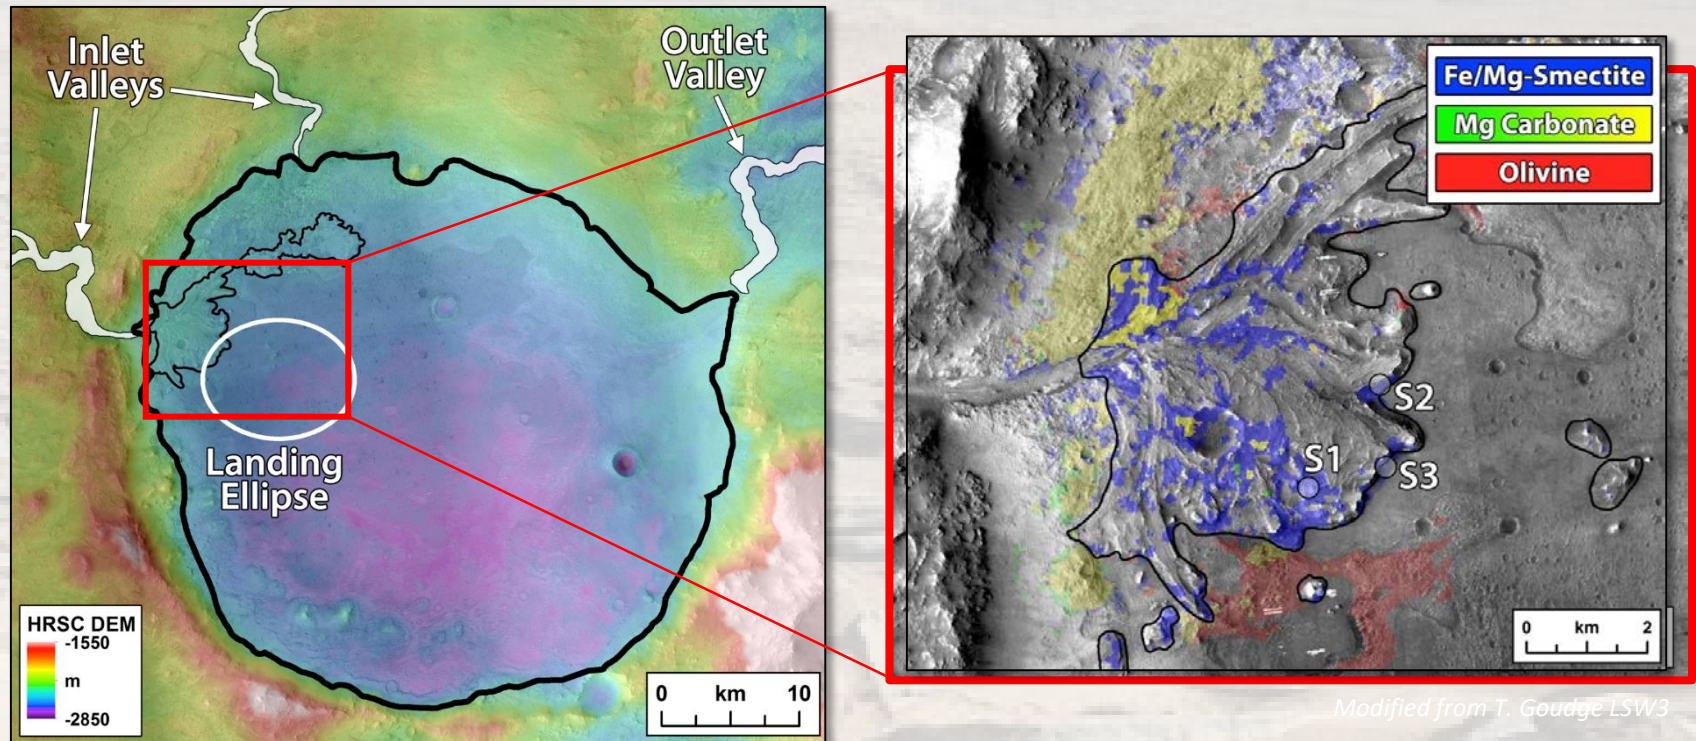 Inlet
Valleys
Outlet
Valley
Landing
Ellipse
HRSC DEM
-1550
m
-2850
0 km 10
Fe/Mg-Smectite
Mg Carbonate
Olivine
S2
S1
S3
0 km 2
Modified from T. Goudge LSW3